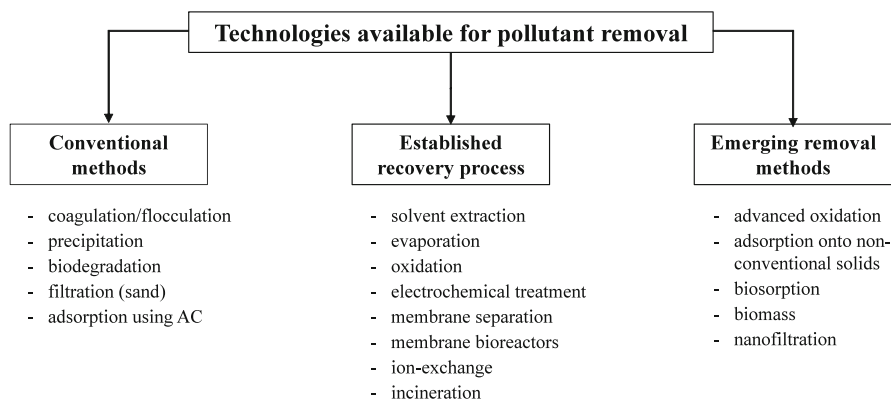 Technologies available for pollutant removal
Conventional
methods
- coagulation/flocculation
- precipitation
- biodegradation
- filtration (sand)
- adsorption using AC
Established
recovery process
- solvent extraction
- evaporation
- oxidation
- electrochemical treatment
- membrane separation
- membrane bioreactors
- ion-exchange
- incineration
Emerging removal
methods
- advanced oxidation
- adsorption onto non-
conventional solids
- biosorption
- biomass
- nanofiltration